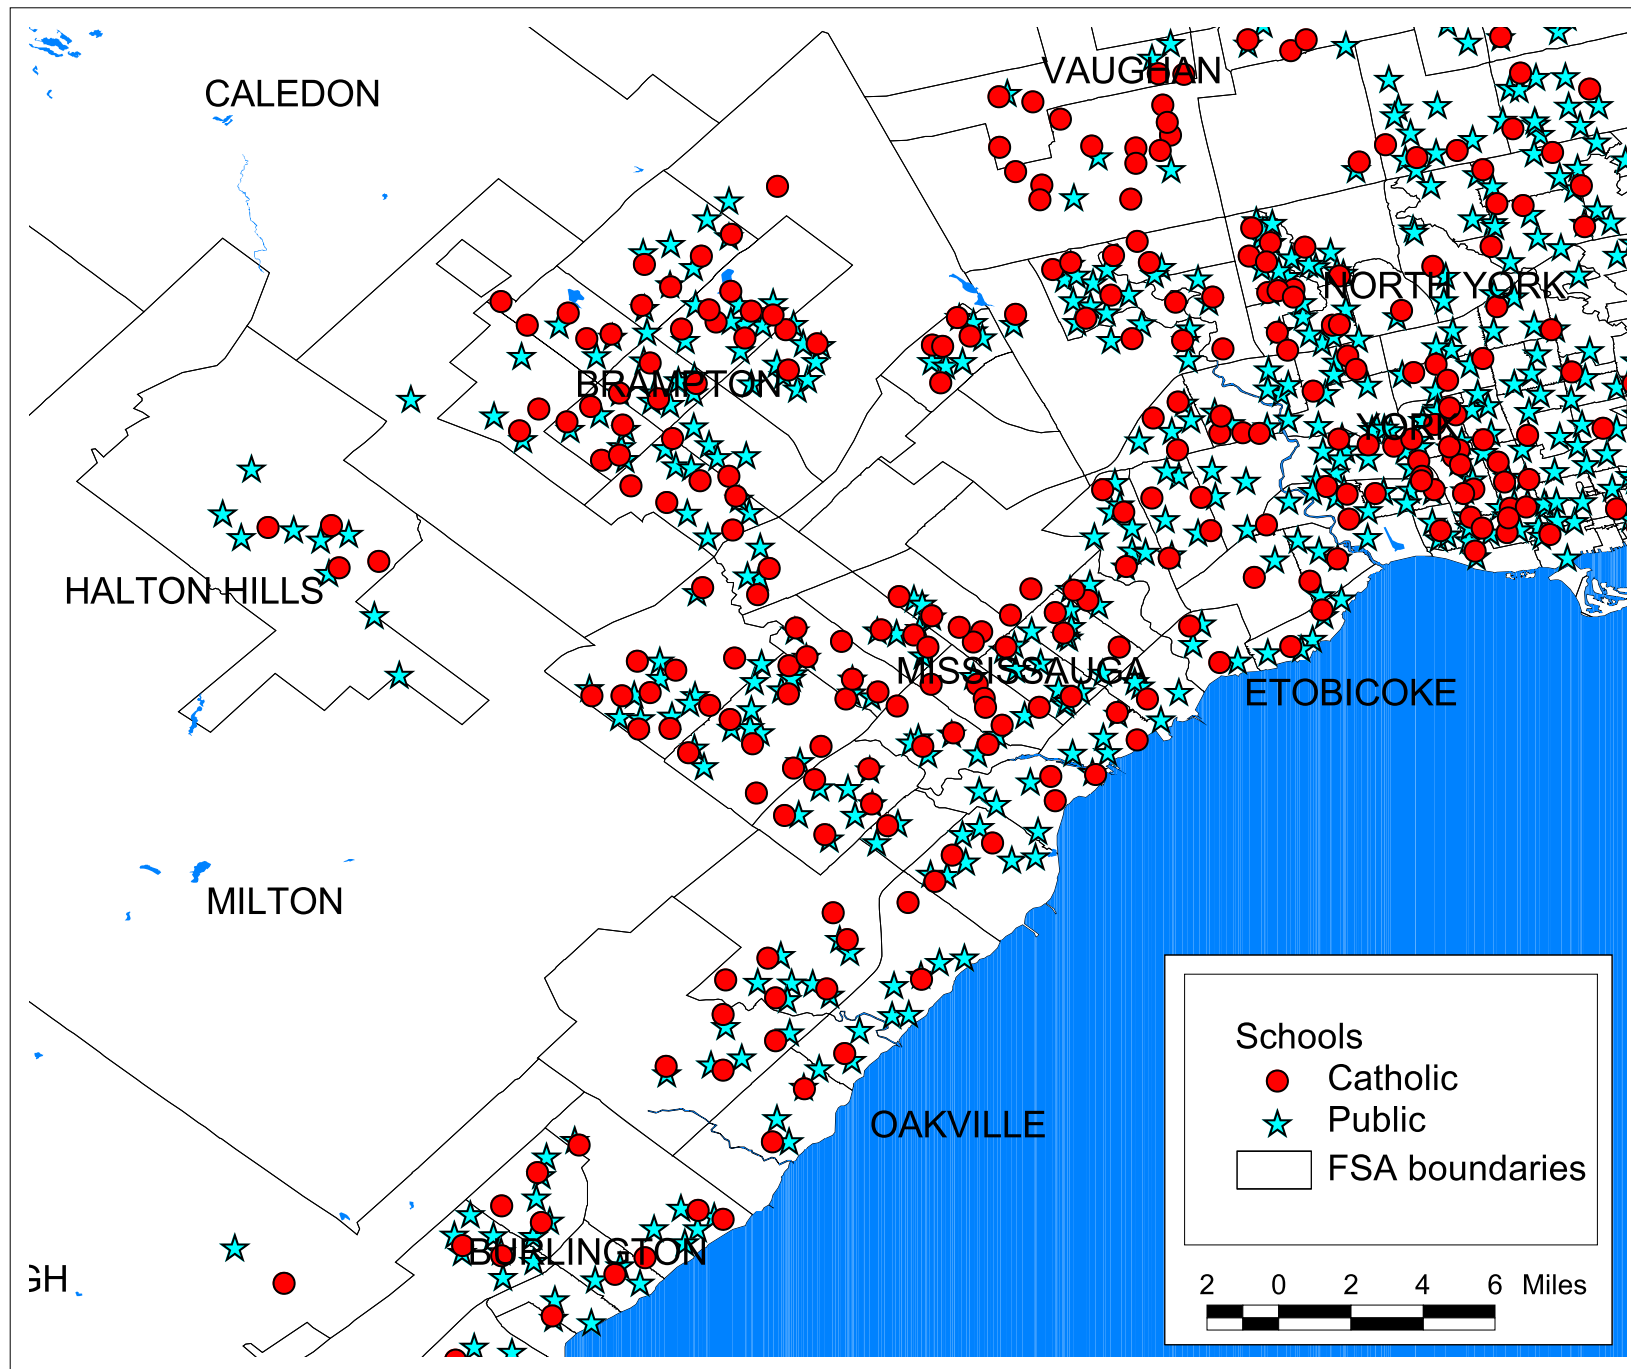 VAUGHAN
CALEDON
NORTH YORK
BRAMPTON
YORK
HALTON HILLS
MISSISSAUGA
ETOBICOKE
MILTON
Schools
Catholic
Public
FSA boundaries
OAKVILLE
BURLINGTON
GH
2 0 2 4 6 Miles